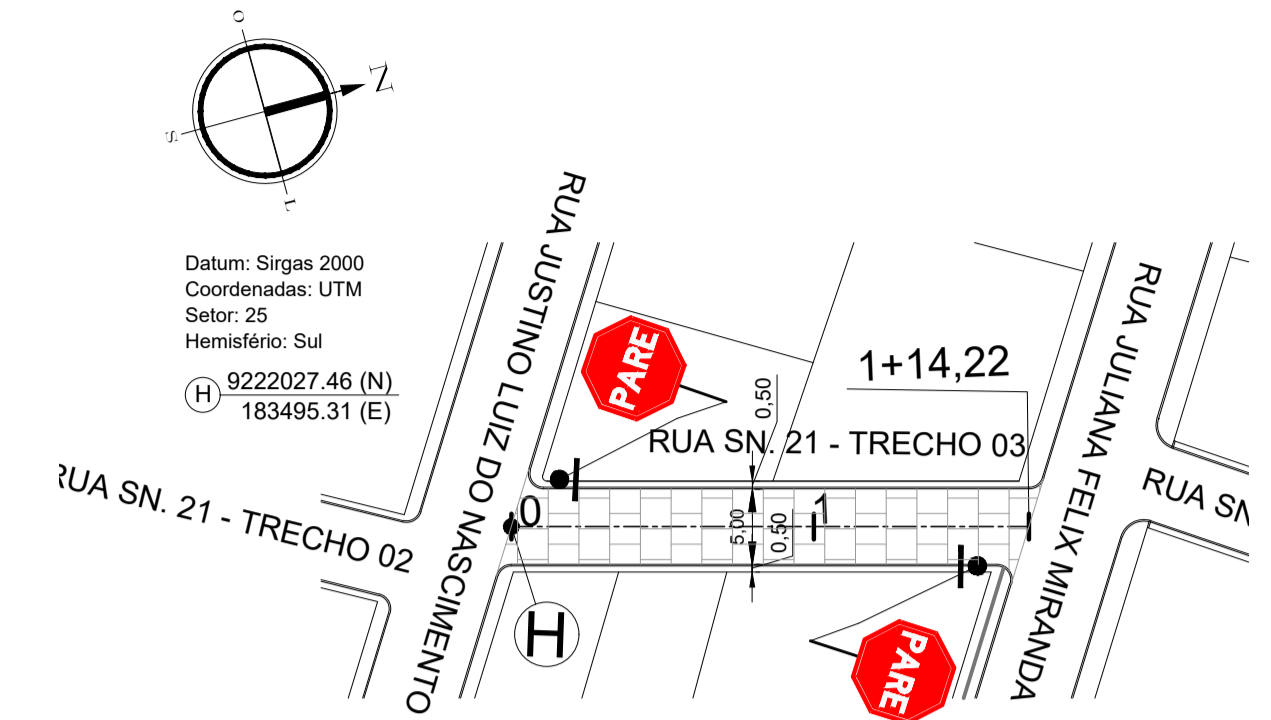 O
N
S
L
Datum: Sirgas 2000
Coordenadas: UTM
Setor: 25
Hemisfério: Sul
H
9222027.46 (N)
183495.31 (E)
RUA JUSTINO LUIZ DO NASCIMENTO
PARE
1+14,22
RUA JULIANA FELIX MIRANDA
0,50
RUA SN. 21 - TRECHO 03
RUA SN. 21 - TRECHO 02
RUA SN
0
1
5,00
0,50
H
PARE